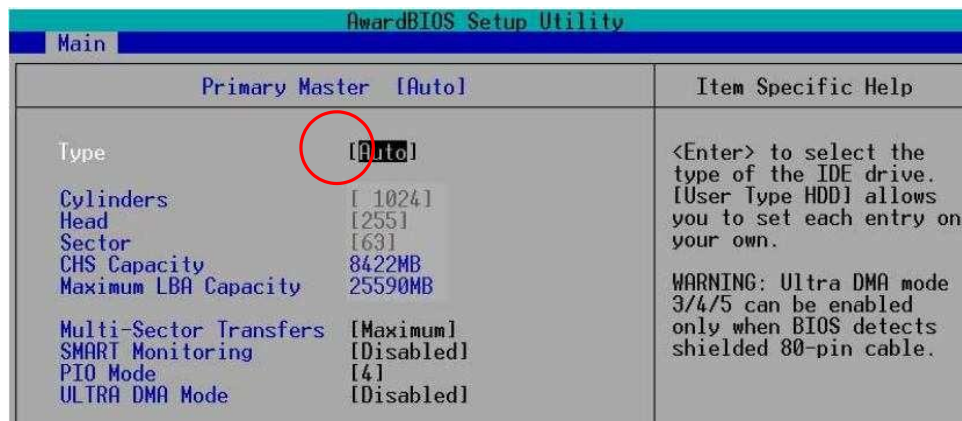 AwardBIOS Setup Utility
Main
Primary Master [Auto]
Item Specific Help
Type [Auto]
Cylinders [ 1024]
Head [255]
Sector [63]
CHS Capacity 8422MB
Maximum LBA Capacity 25590MB
Multi-Sector Transfers [Maximum]
SMART Monitoring [Disabled]
PIO Mode [4]
ULTRA DMA Mode [Disabled]
<Enter> to select the
type of the IDE drive.
[User Type HDD] allows
you to set each entry on
your own.
WARNING: Ultra DMA mode
3/4/5 can be enabled
only when BIOS detects
shielded 80-pin cable.